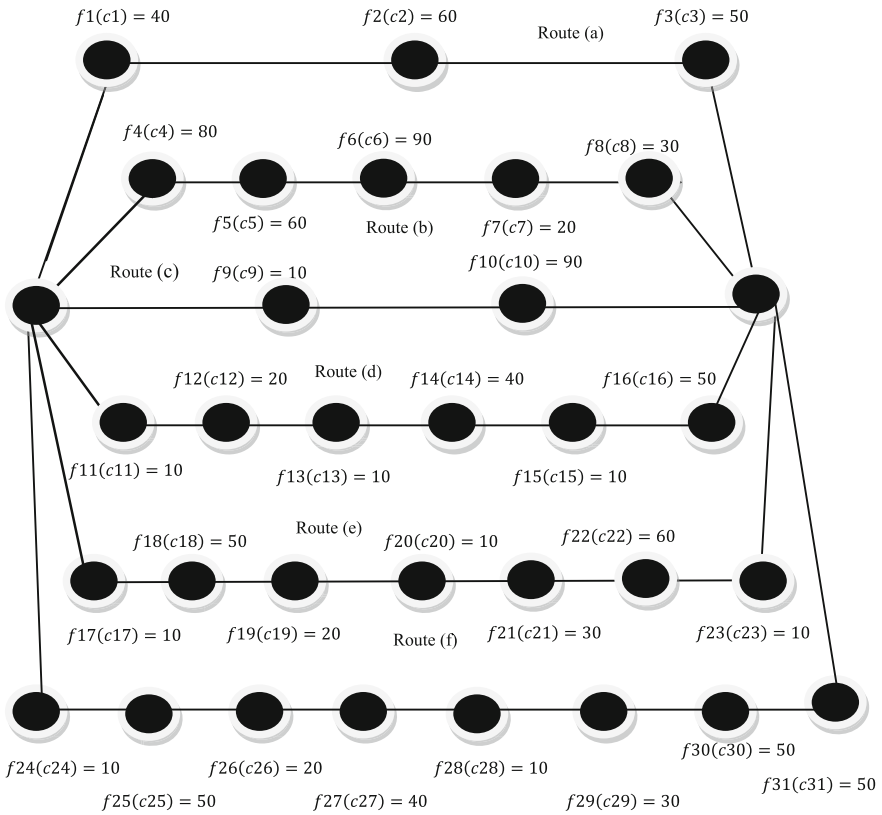 f1(c1) = 40
f2(c2) = 60
f3(c3) = 50
Route (a)
f4(c4) = 80
f6(c6) = 90
f8(c8) = 30
f5(c5) = 60
Route (b)
f7(c7) = 20
Route (c)
f9(c9) = 10
f10(c10) = 90
f12(c12) = 20
Route (d)
f14(c14) = 40
f16(c16) = 50
f11(c11) = 10
f13(c13) = 10
f15(c15) = 10
Route (e)
f18(c18) = 50
f20(c20) = 10
f22(c22) = 60
f17(c17) = 10
f19(c19) = 20
Route (f)
f21(c21) = 30
f23(c23) = 10
f24(c24) = 10
f26(c26) = 20
f28(c28) = 10
f30(c30) = 50
f25(c25) = 50
f27(c27) = 40
f29(c29) = 30
f31(c31) = 50